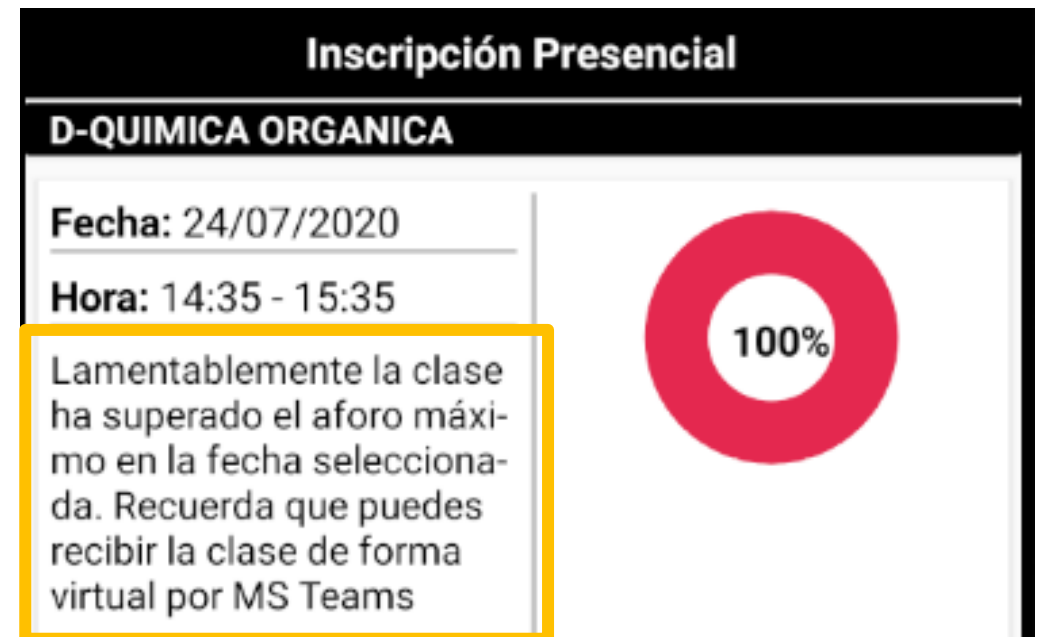 Inscripción Presencial
D-QUIMICA ORGANICA
Fecha: 24/07/2020
Hora: 14:35 - 15:35
100%
Lamentablemente la clase
ha superado el aforo máxi-
mo en la fecha selecciona-
da. Recuerda que puedes
recibir la clase de forma
virtual por MS Teams